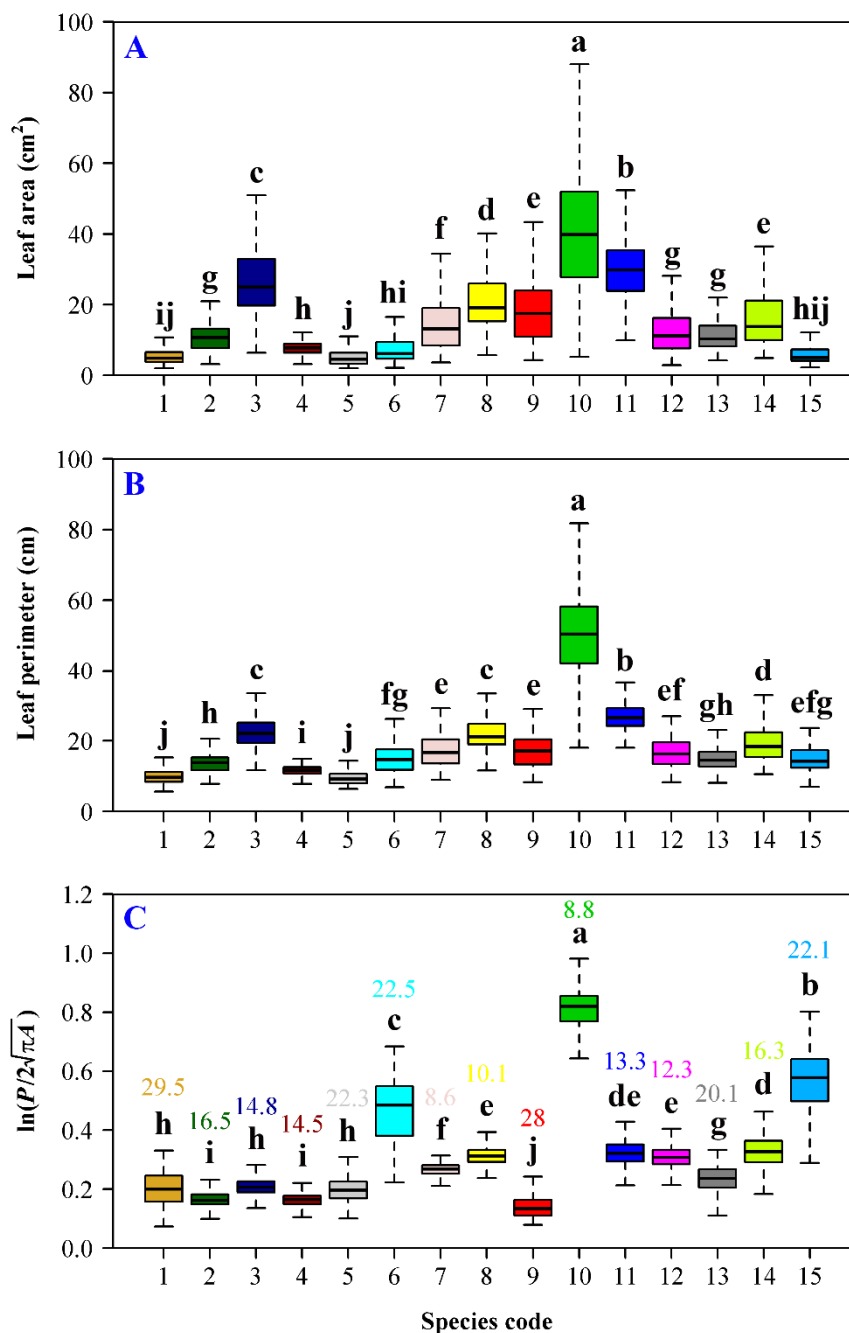 A
Leaf area (cm²)
100
80
60
40
20
0
ij g c h j hi f d e a b g g e hij
1 2 3 4 5 6 7 8 9 10 11 12 13 14 15
B
Leaf perimeter (cm)
100
80
60
40
20
0
j h c i j fg e c e a b ef gh d efg
1 2 3 4 5 6 7 8 9 10 11 12 13 14 15
C
ln(P/2√πA)
1.2
1.0
0.8
0.6
0.4
0.2
0.0
29.5 16.5 14.8 14.5 22.3 22.5 8.6 10.1 28 8.8 13.3 12.3 20.1 16.3 22.1
h i h i h c f e j a de e g d b
1 2 3 4 5 6 7 8 9 10 11 12 13 14 15
Species code